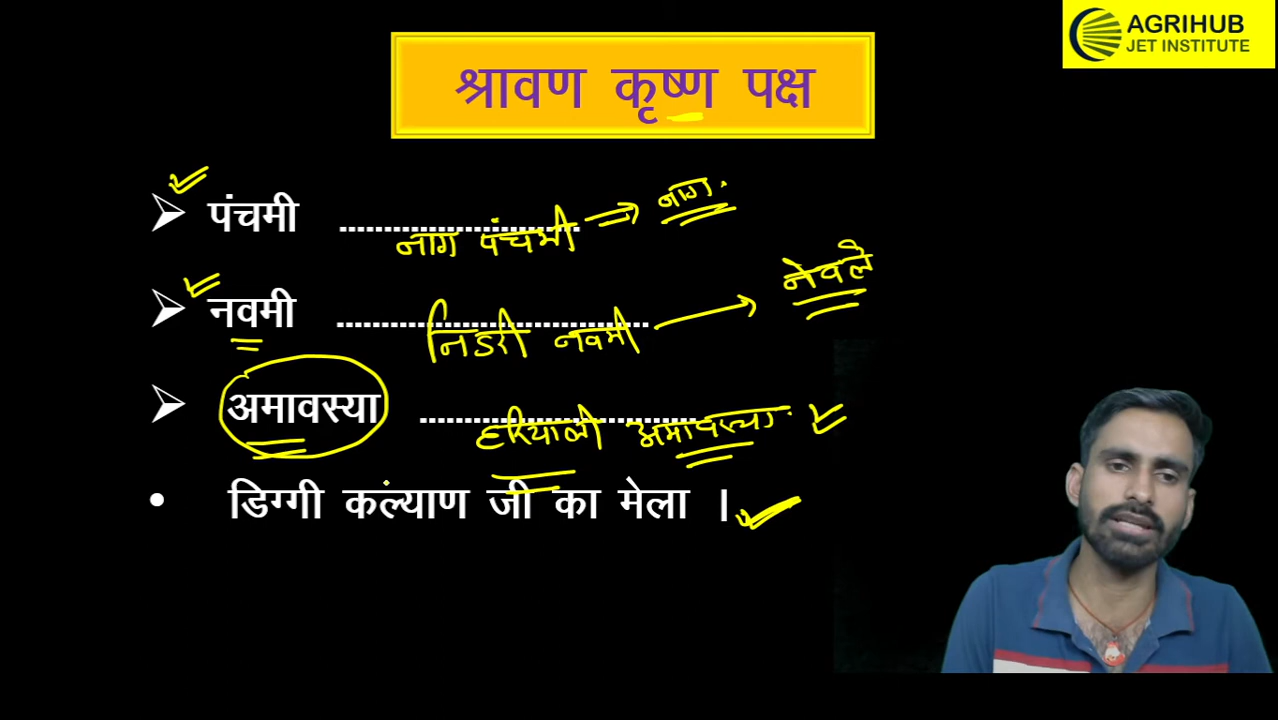 AGRIHUB
JET INSTITUTE
श्रावण कृष्ण पक्ष
पंचमी .......................... नाग पंचमी → नाग
नवमी .................................. निडरी नवमी → नेवले
अमावस्या .............................. हरियाली अमावस्या
• डिग्गी कल्याण जी का मेला ।